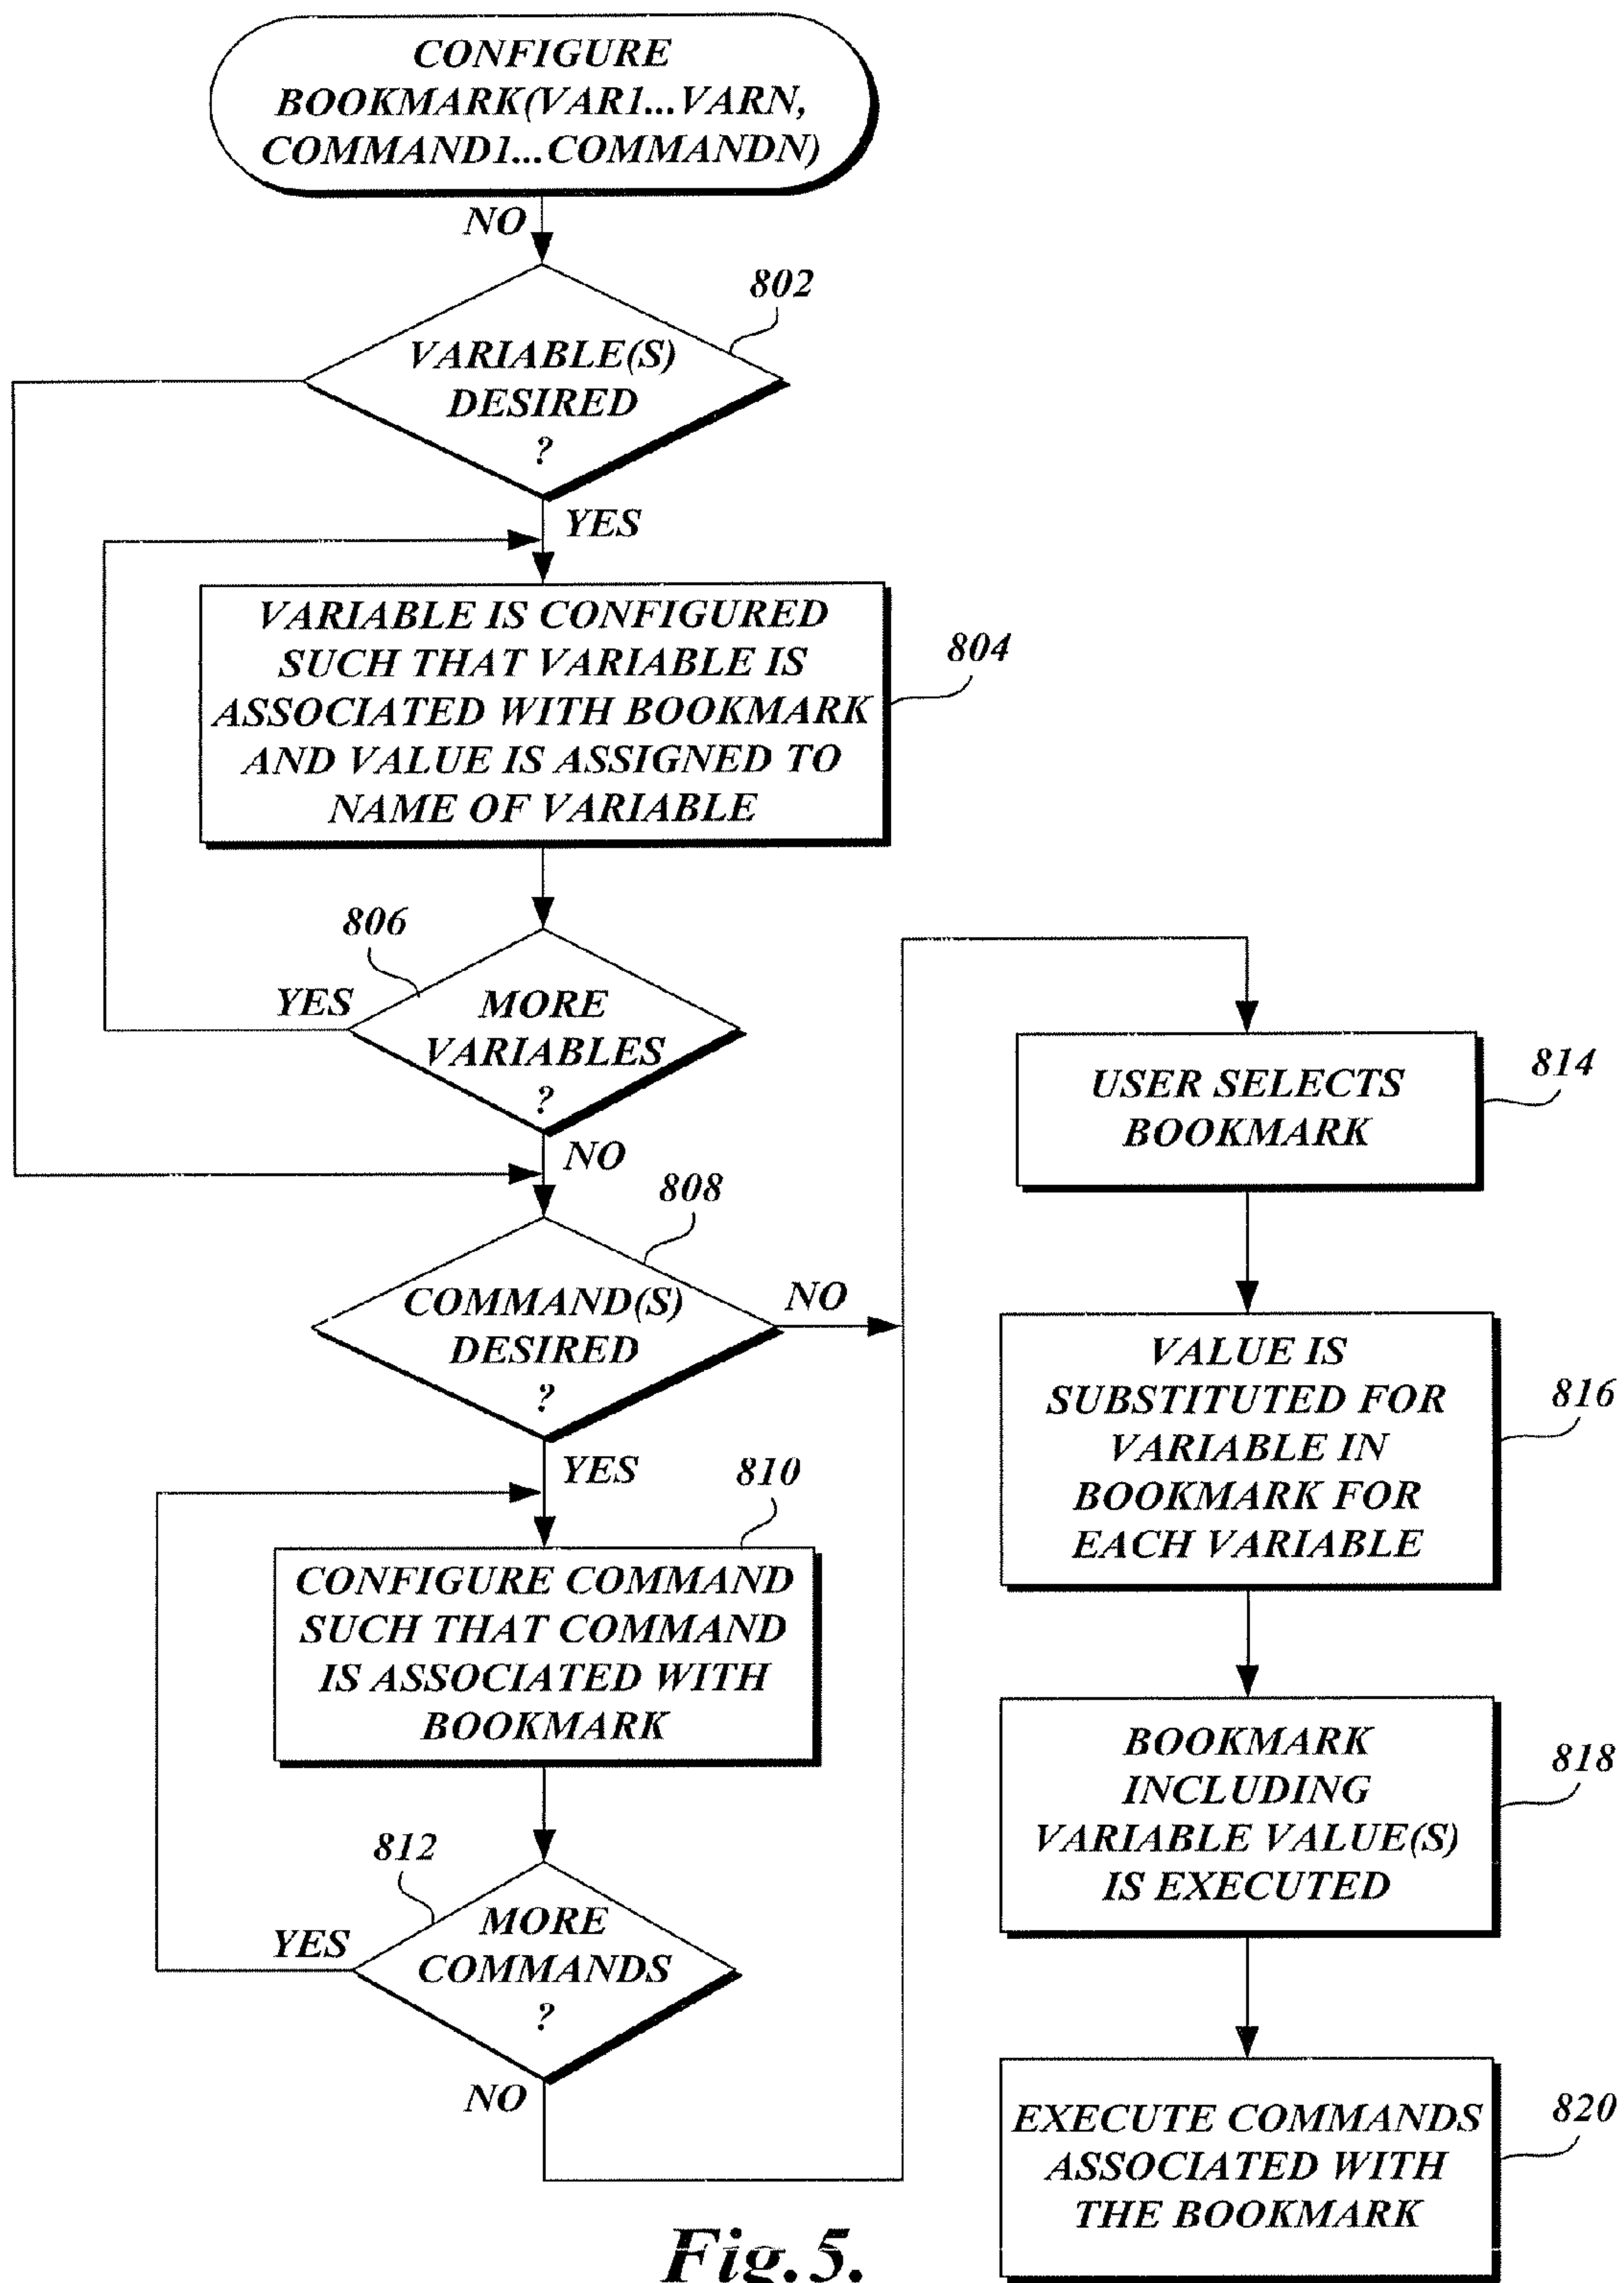 CONFIGURE
BOOKMARK(VAR1...VARN,
COMMAND1...COMMANDN)
NO
802
VARIABLE(S)
DESIRED
?
YES
VARIABLE IS CONFIGURED
SUCH THAT VARIABLE IS
ASSOCIATED WITH BOOKMARK
AND VALUE IS ASSIGNED TO
NAME OF VARIABLE
804
806
YES
MORE
VARIABLES
?
NO
808
COMMAND(S)
DESIRED
?
NO
YES
810
CONFIGURE COMMAND
SUCH THAT COMMAND
IS ASSOCIATED WITH
BOOKMARK
812
YES
MORE
COMMANDS
?
NO
USER SELECTS
BOOKMARK
814
VALUE IS
SUBSTITUTED FOR
VARIABLE IN
BOOKMARK FOR
EACH VARIABLE
816
BOOKMARK
INCLUDING
VARIABLE VALUE(S)
IS EXECUTED
818
EXECUTE COMMANDS
ASSOCIATED WITH
THE BOOKMARK
820
Fig.5.